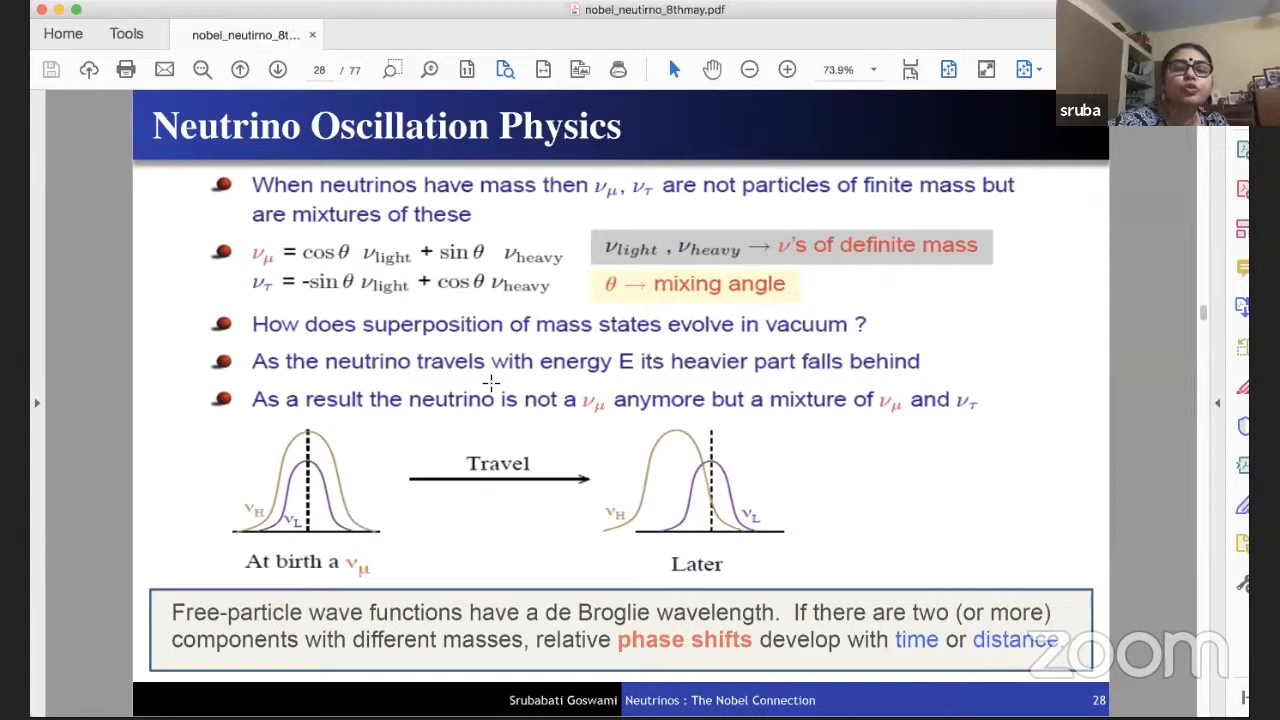 nobel_neutirno_8thmay.pdf
Home Tools nobel_neutirno_8t... ×
28 / 77 73.9%
sruba
Neutrino Oscillation Physics
When neutrinos have mass then νμ, ντ are not particles of finite mass but
are mixtures of these
νμ = cosθ νlight + sinθ νheavy
νlight , νheavy → ν's of definite mass
ντ = -sinθ νlight + cosθ νheavy
θ → mixing angle
How does superposition of mass states evolve in vacuum ?
As the neutrino travels with energy E its heavier part falls behind
As a result the neutrino is not a νμ anymore but a mixture of νμ and ντ
Travel
νH νL νH νL
At birth a νμ
Later
Free-particle wave functions have a de Broglie wavelength. If there are two (or more)
components with different masses, relative phase shifts develop with time or distance.
zoom
Srubabati Goswami Neutrinos : The Nobel Connection 28